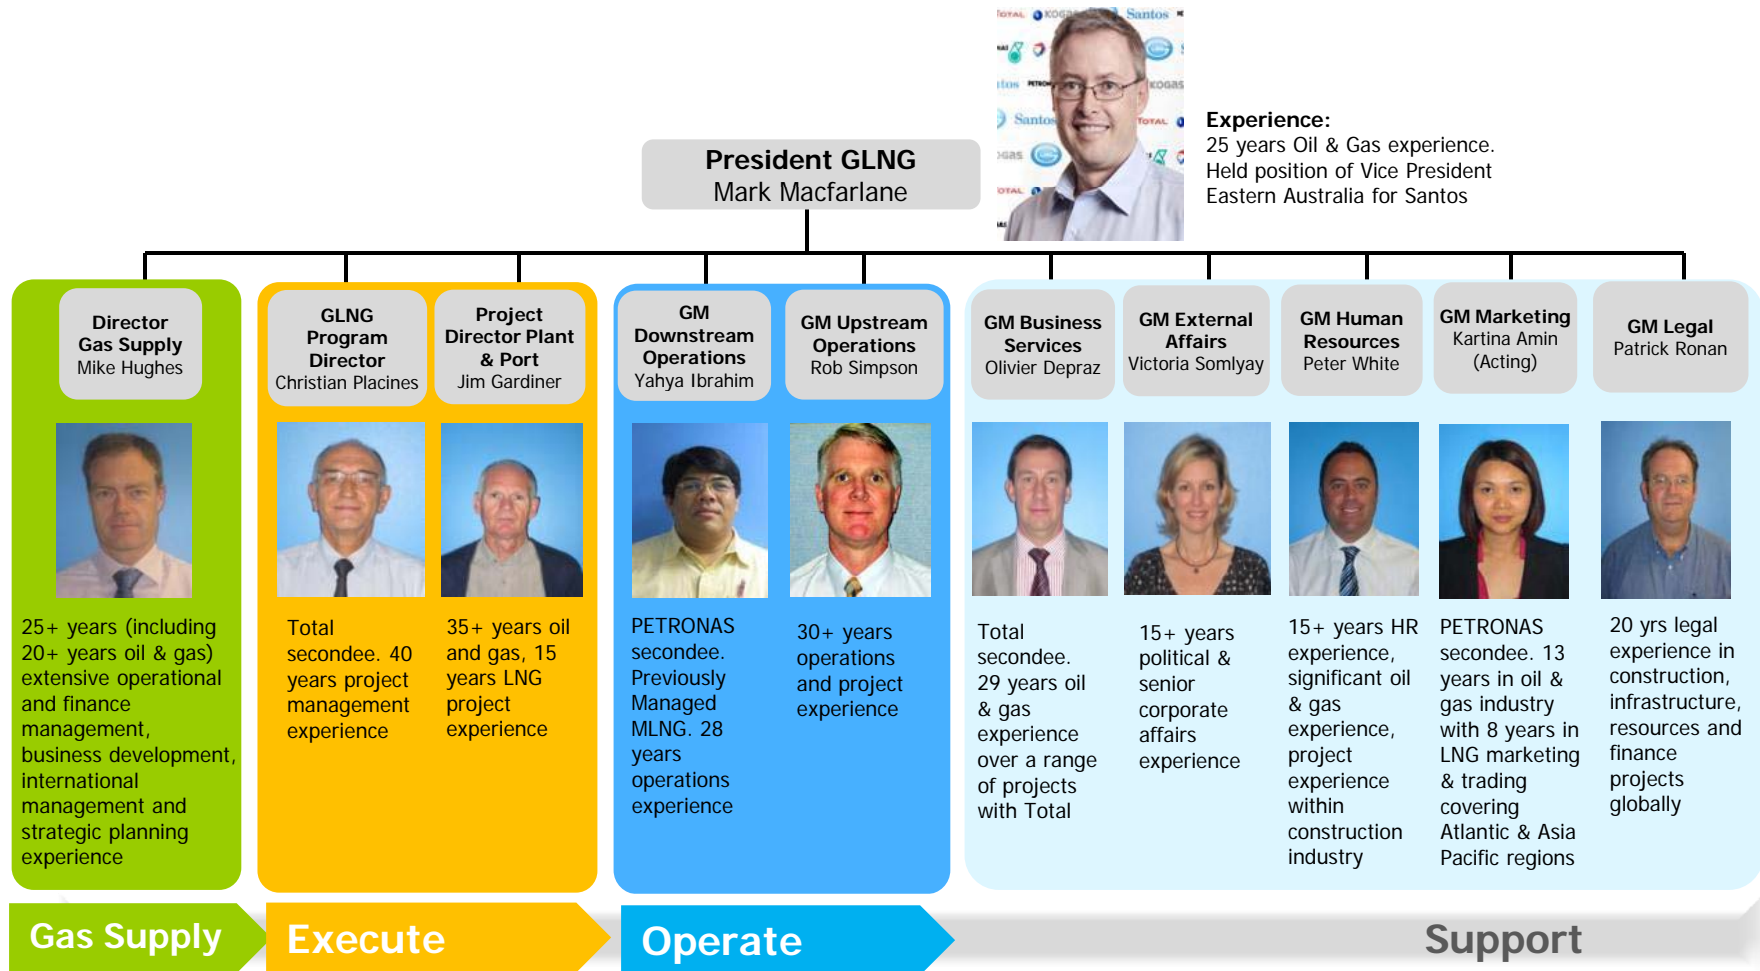 TOTAL KOGAS Santos
Santos PETRONAS KOGAS
Santos TOTAL
KOGAS
TOTAL
Experience:
25 years Oil & Gas experience.
Held position of Vice President
Eastern Australia for Santos
President GLNG
Mark Macfarlane
Director
Gas Supply
Mike Hughes
GLNG
Program
Director
Christian Placines
Project
Director Plant
& Port
Jim Gardiner
GM
Downstream
Operations
Yahya Ibrahim
GM Upstream
Operations
Rob Simpson
GM Business
Services
Olivier Depraz
GM External
Affairs
Victoria Somlyay
GM Human
Resources
Peter White
GM Marketing
Kartina Amin
(Acting)
GM Legal
Patrick Ronan
25+ years (including
20+ years oil & gas)
extensive operational
and finance
management,
business development,
international
management and
strategic planning
experience
Total
secondee. 40
years project
management
experience
35+ years oil
and gas, 15
years LNG
project
experience
PETRONAS
secondee.
Previously
Managed
MLNG. 28
years
operations
experience
30+ years
operations
and project
experience
Total
secondee.
29 years oil
& gas
experience
over a range
of projects
with Total
15+ years
political &
senior
corporate
affairs
experience
15+ years HR
experience,
significant oil
& gas
experience,
project
experience
within
construction
industry
PETRONAS
secondee. 13
years in oil &
gas industry
with 8 years in
LNG marketing
& trading
covering
Atlantic & Asia
Pacific regions
20 yrs legal
experience in
construction,
infrastructure,
resources and
finance
projects
globally
Gas Supply
Execute
Operate
Support